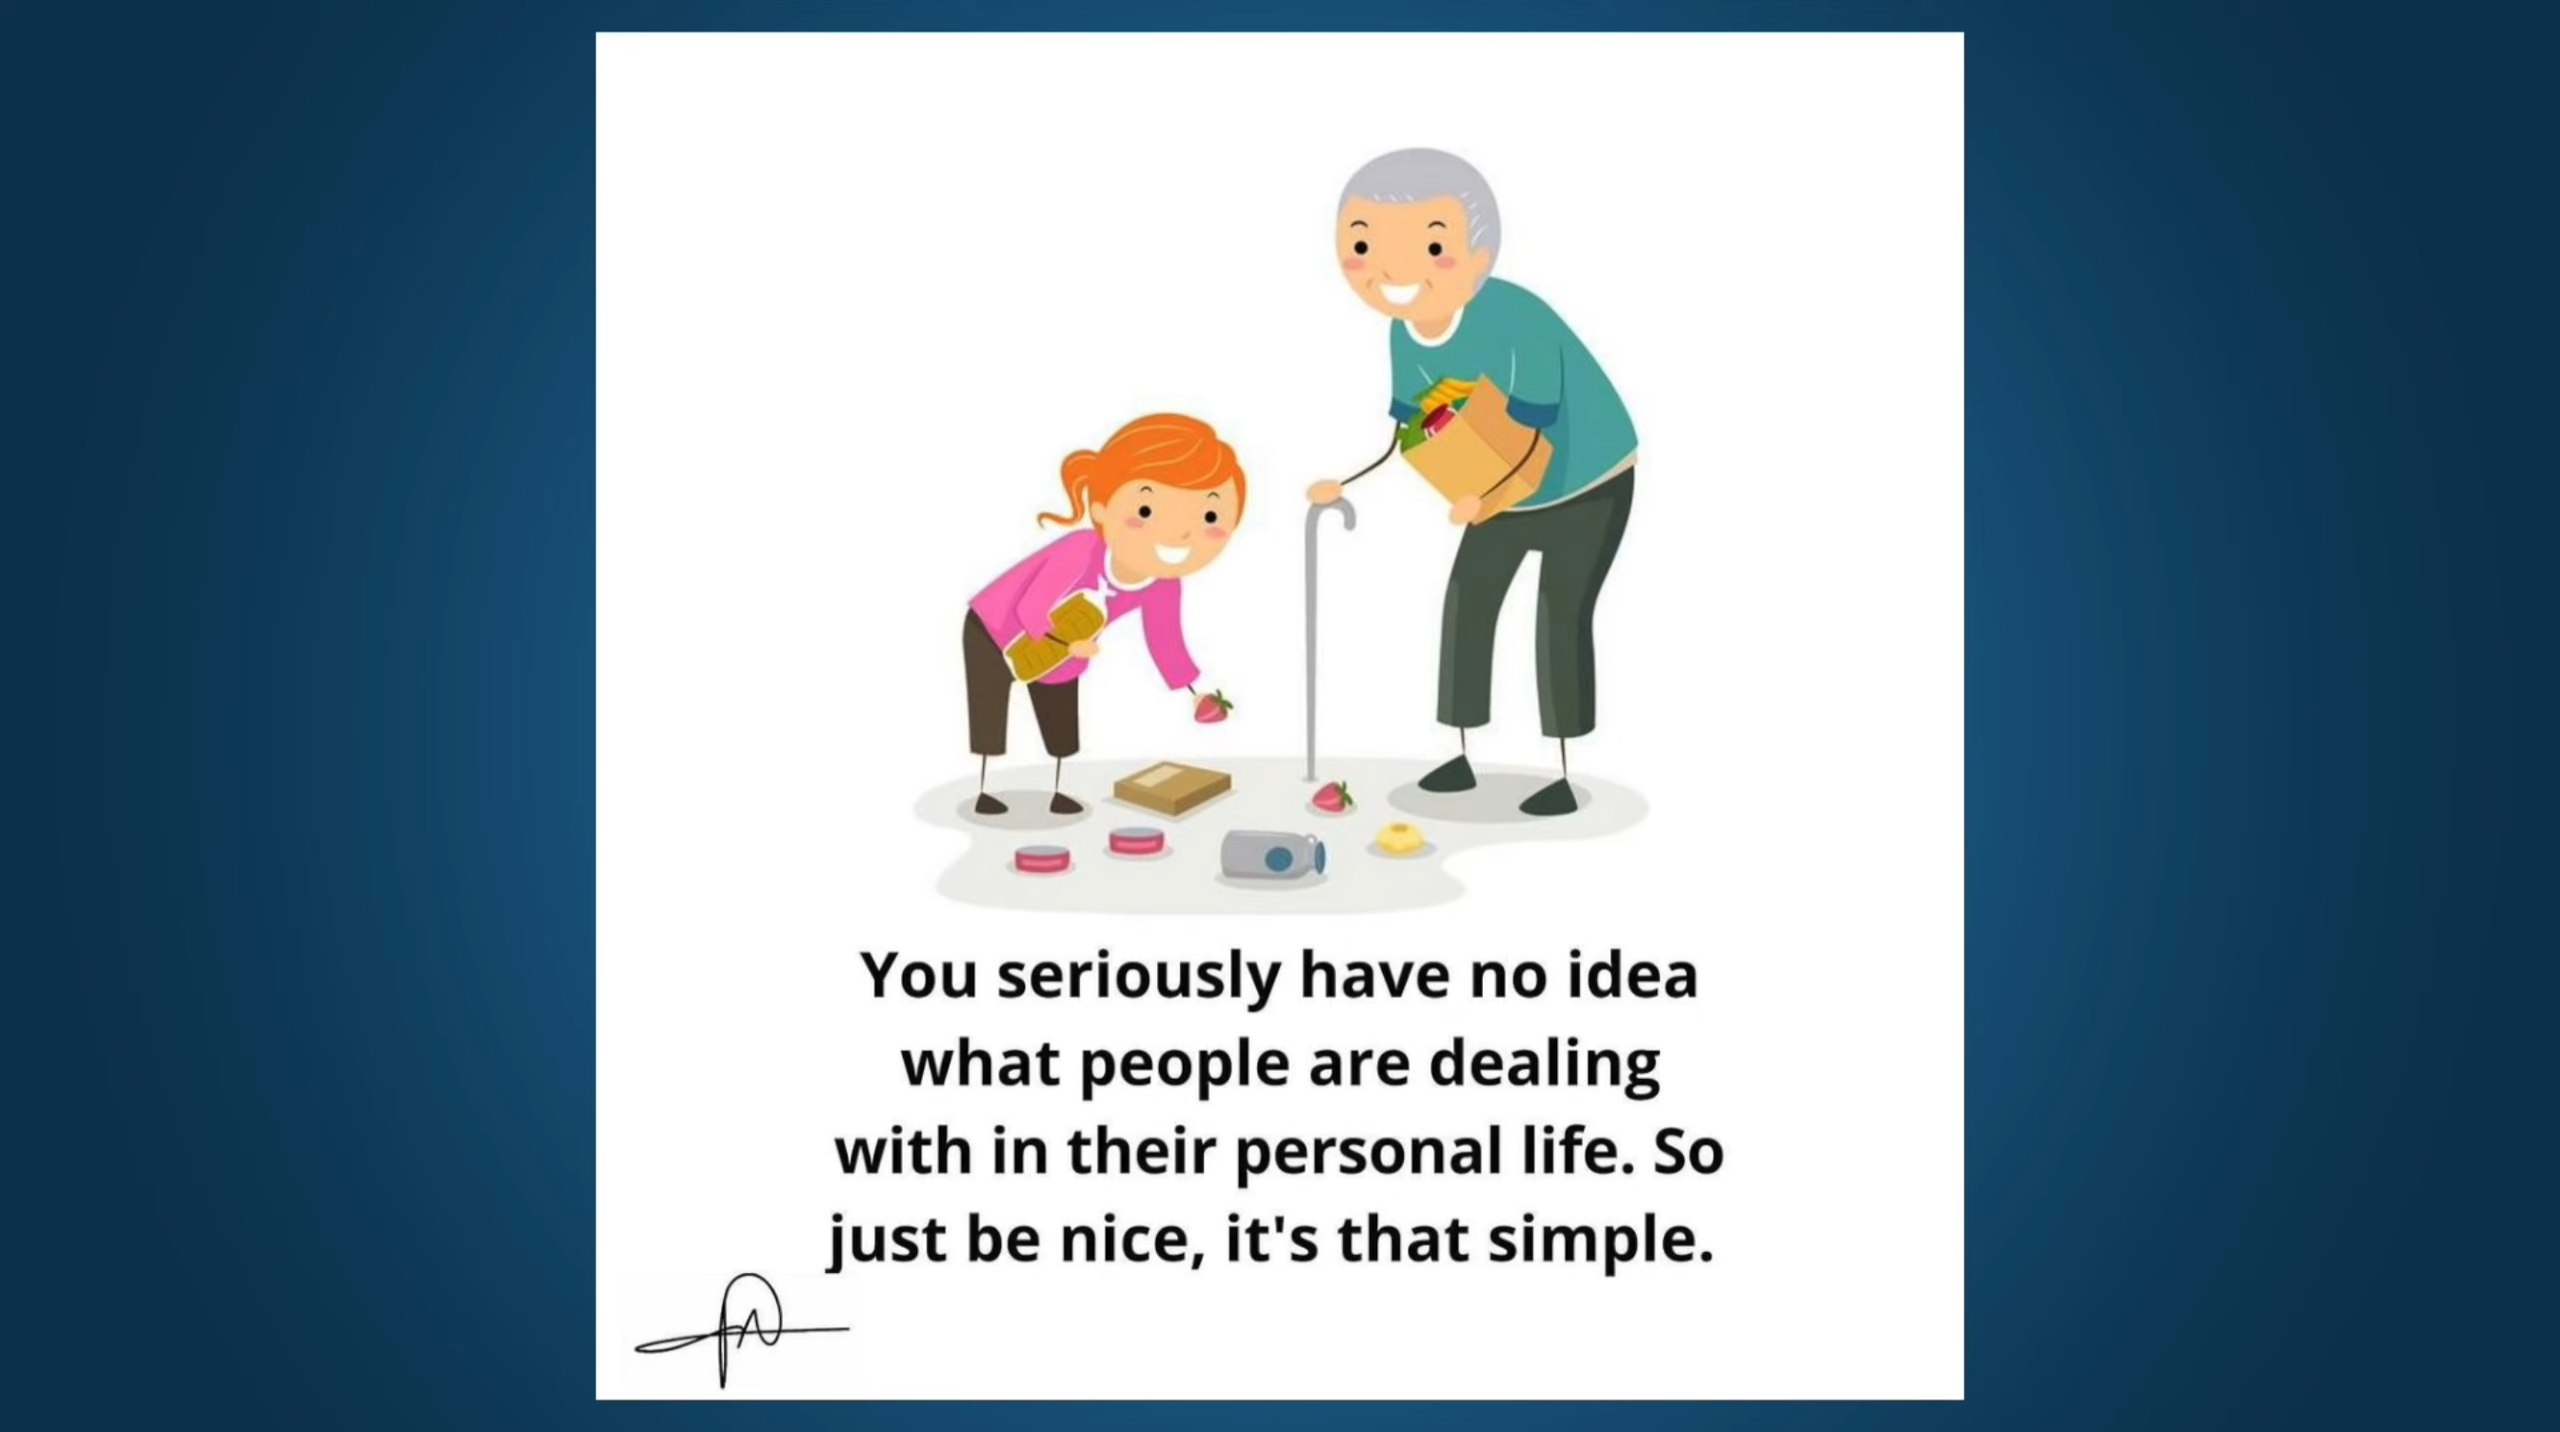 You seriously have no idea
what people are dealing
with in their personal life. So
just be nice, it's that simple.